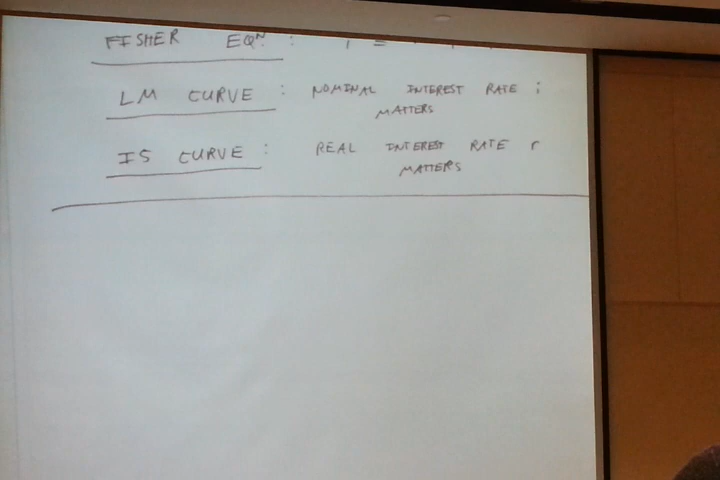 FISHER EQN: i =
LM CURVE : NOMINAL INTEREST RATE i
MATTERS
IS CURVE : REAL INTEREST RATE r
MATTERS